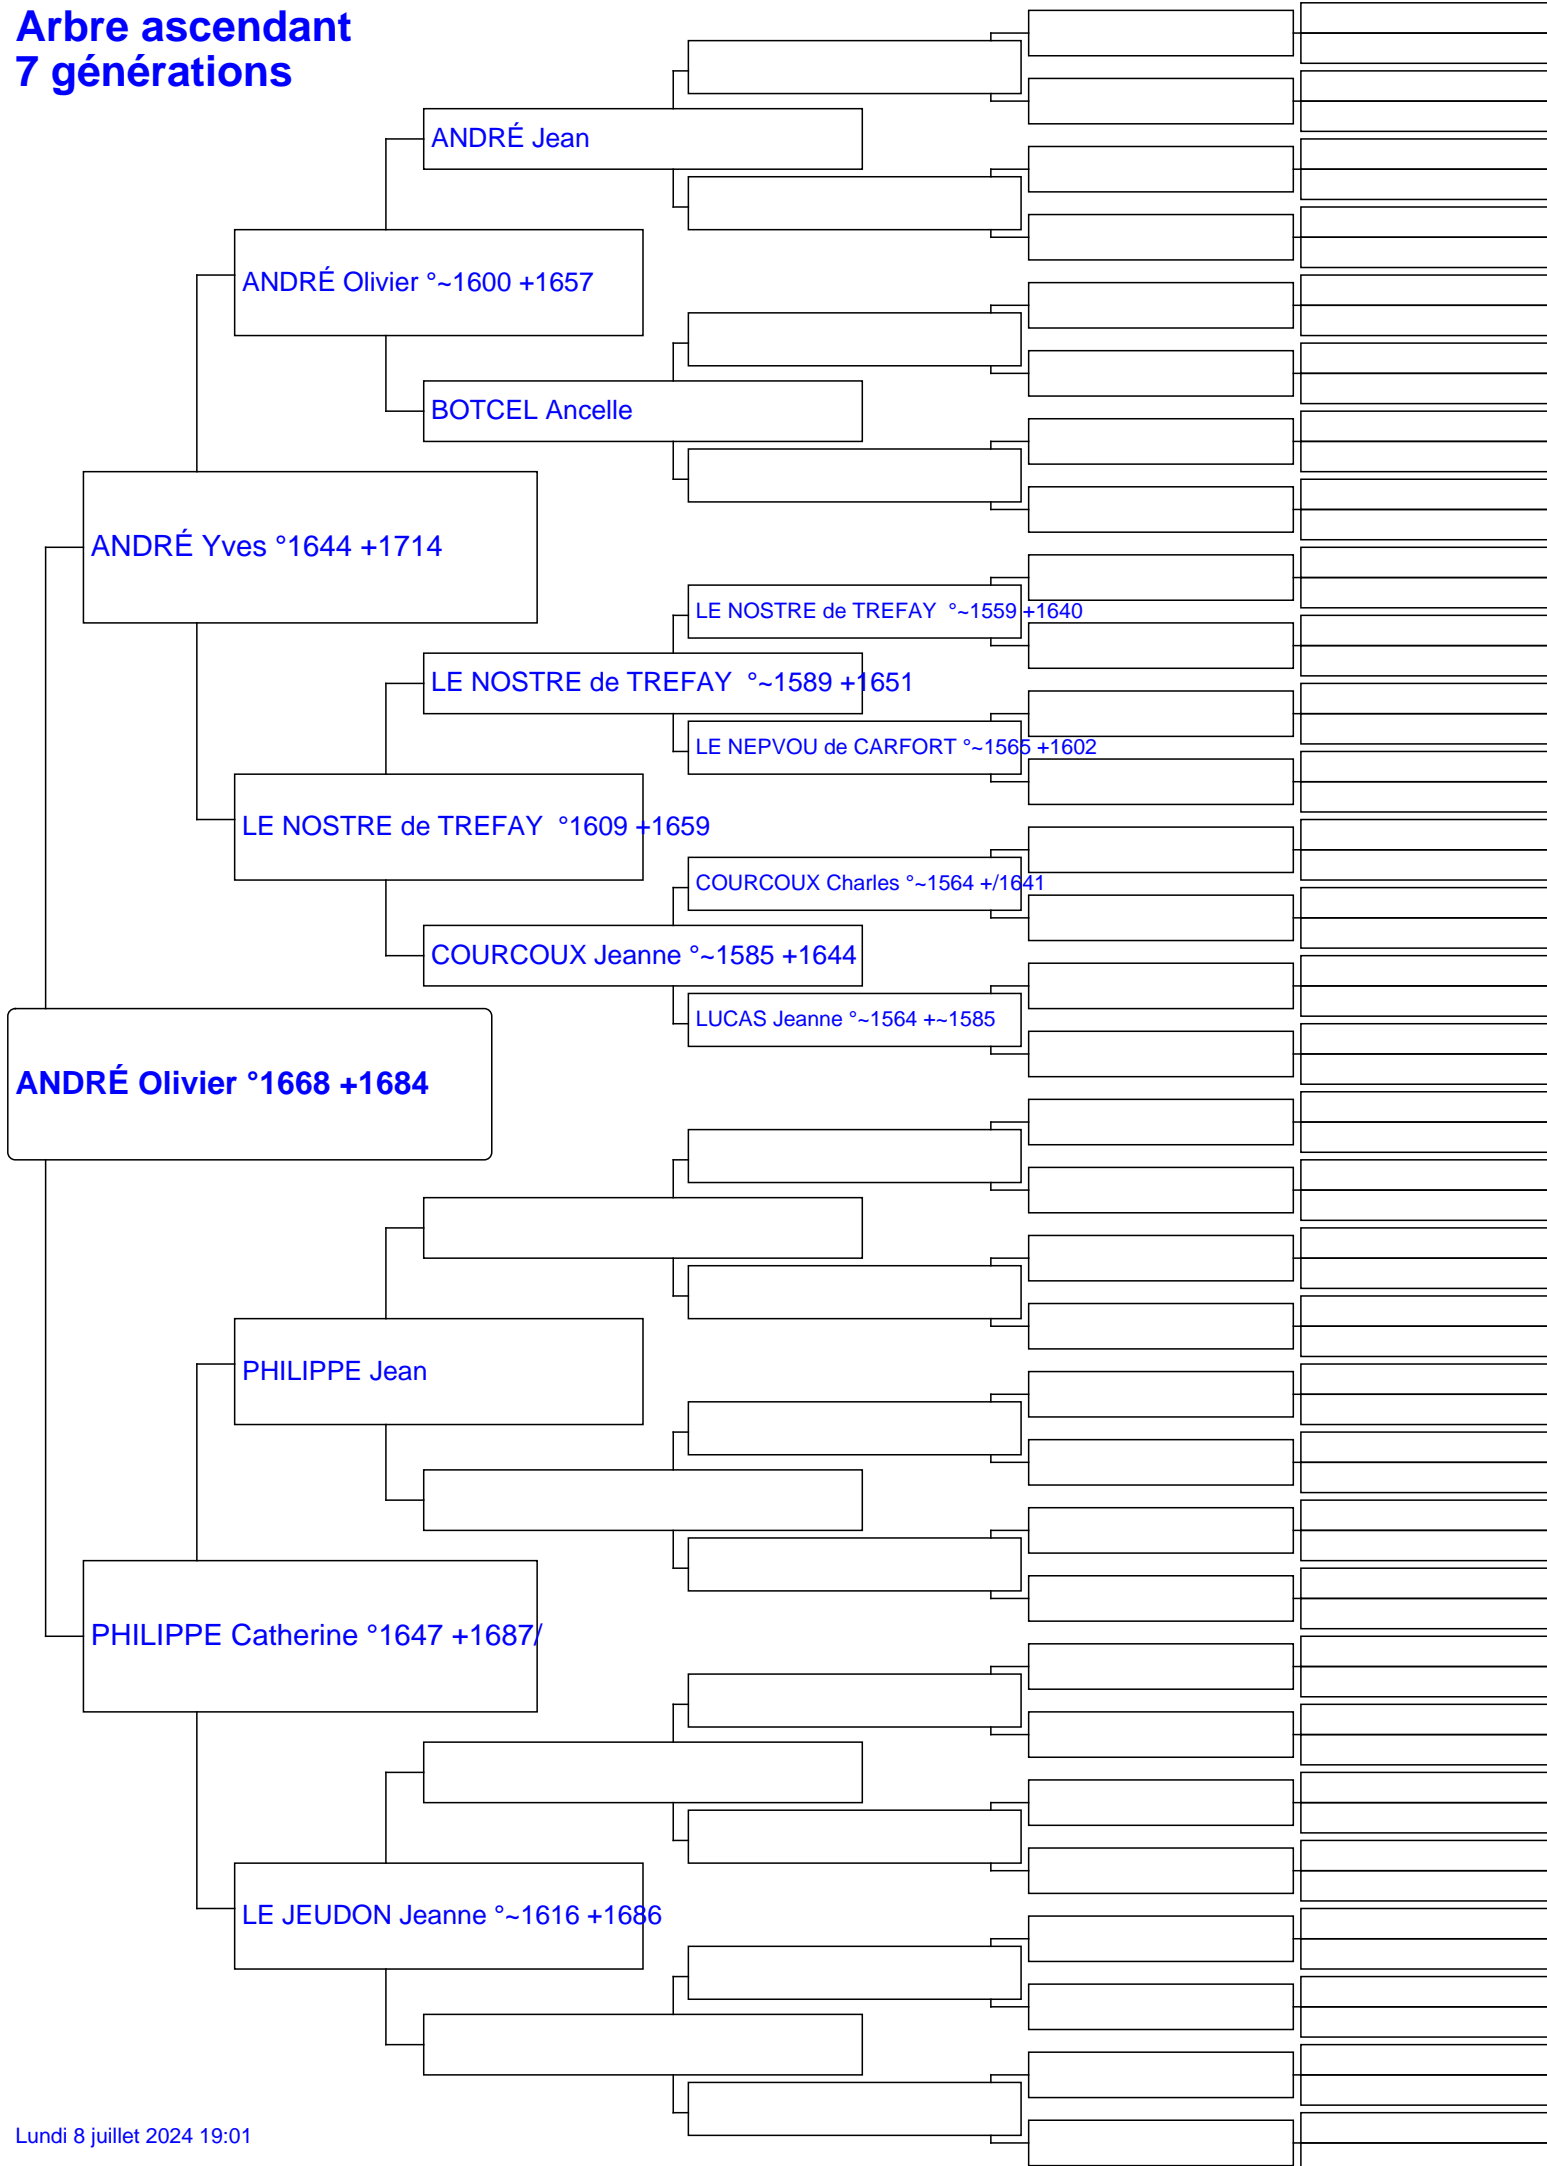 Arbre ascendant
7 générations
ANDRÉ Jean
ANDRÉ Olivier °~1600 +1657
BOTCEL Ancelle
ANDRÉ Yves °1644 +1714
LE NOSTRE de TREFAY  °~1559 +1640
LE NOSTRE de TREFAY  °~1589 +1651
LE NEPVOU de CARFORT °~1565 +1602
LE NOSTRE de TREFAY  °1609 +1659
COURCOUX Charles °~1564 +/1641
COURCOUX Jeanne °~1585 +1644
LUCAS Jeanne °~1564 +~1585
ANDRÉ Olivier °1668 +1684
PHILIPPE Jean
PHILIPPE Catherine °1647 +1687/
LE JEUDON Jeanne °~1616 +1686
Lundi 8 juillet 2024 19:01